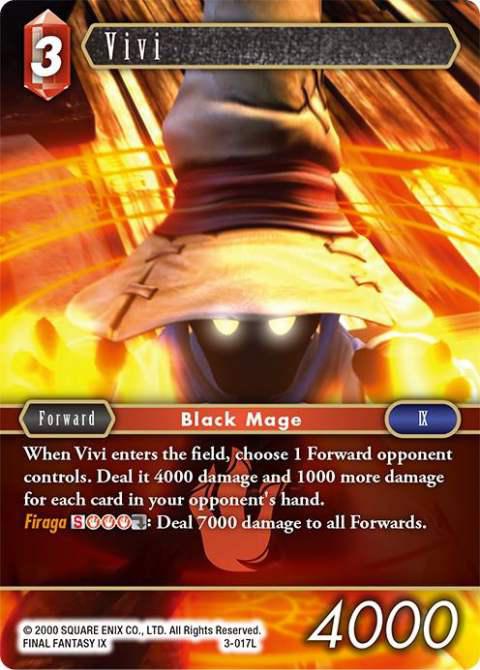 3
Vivi
Forward
Black Mage
IX
When Vivi enters the field, choose 1 Forward opponent
controls. Deal it 4000 damage and 1000 more damage
for each card in your opponent's hand.
Firaga S: Deal 7000 damage to all Forwards.
© 2000 SQUARE ENIX CO., LTD. All Rights Reserved.
FINAL FANTASY IX
3-017L
4000